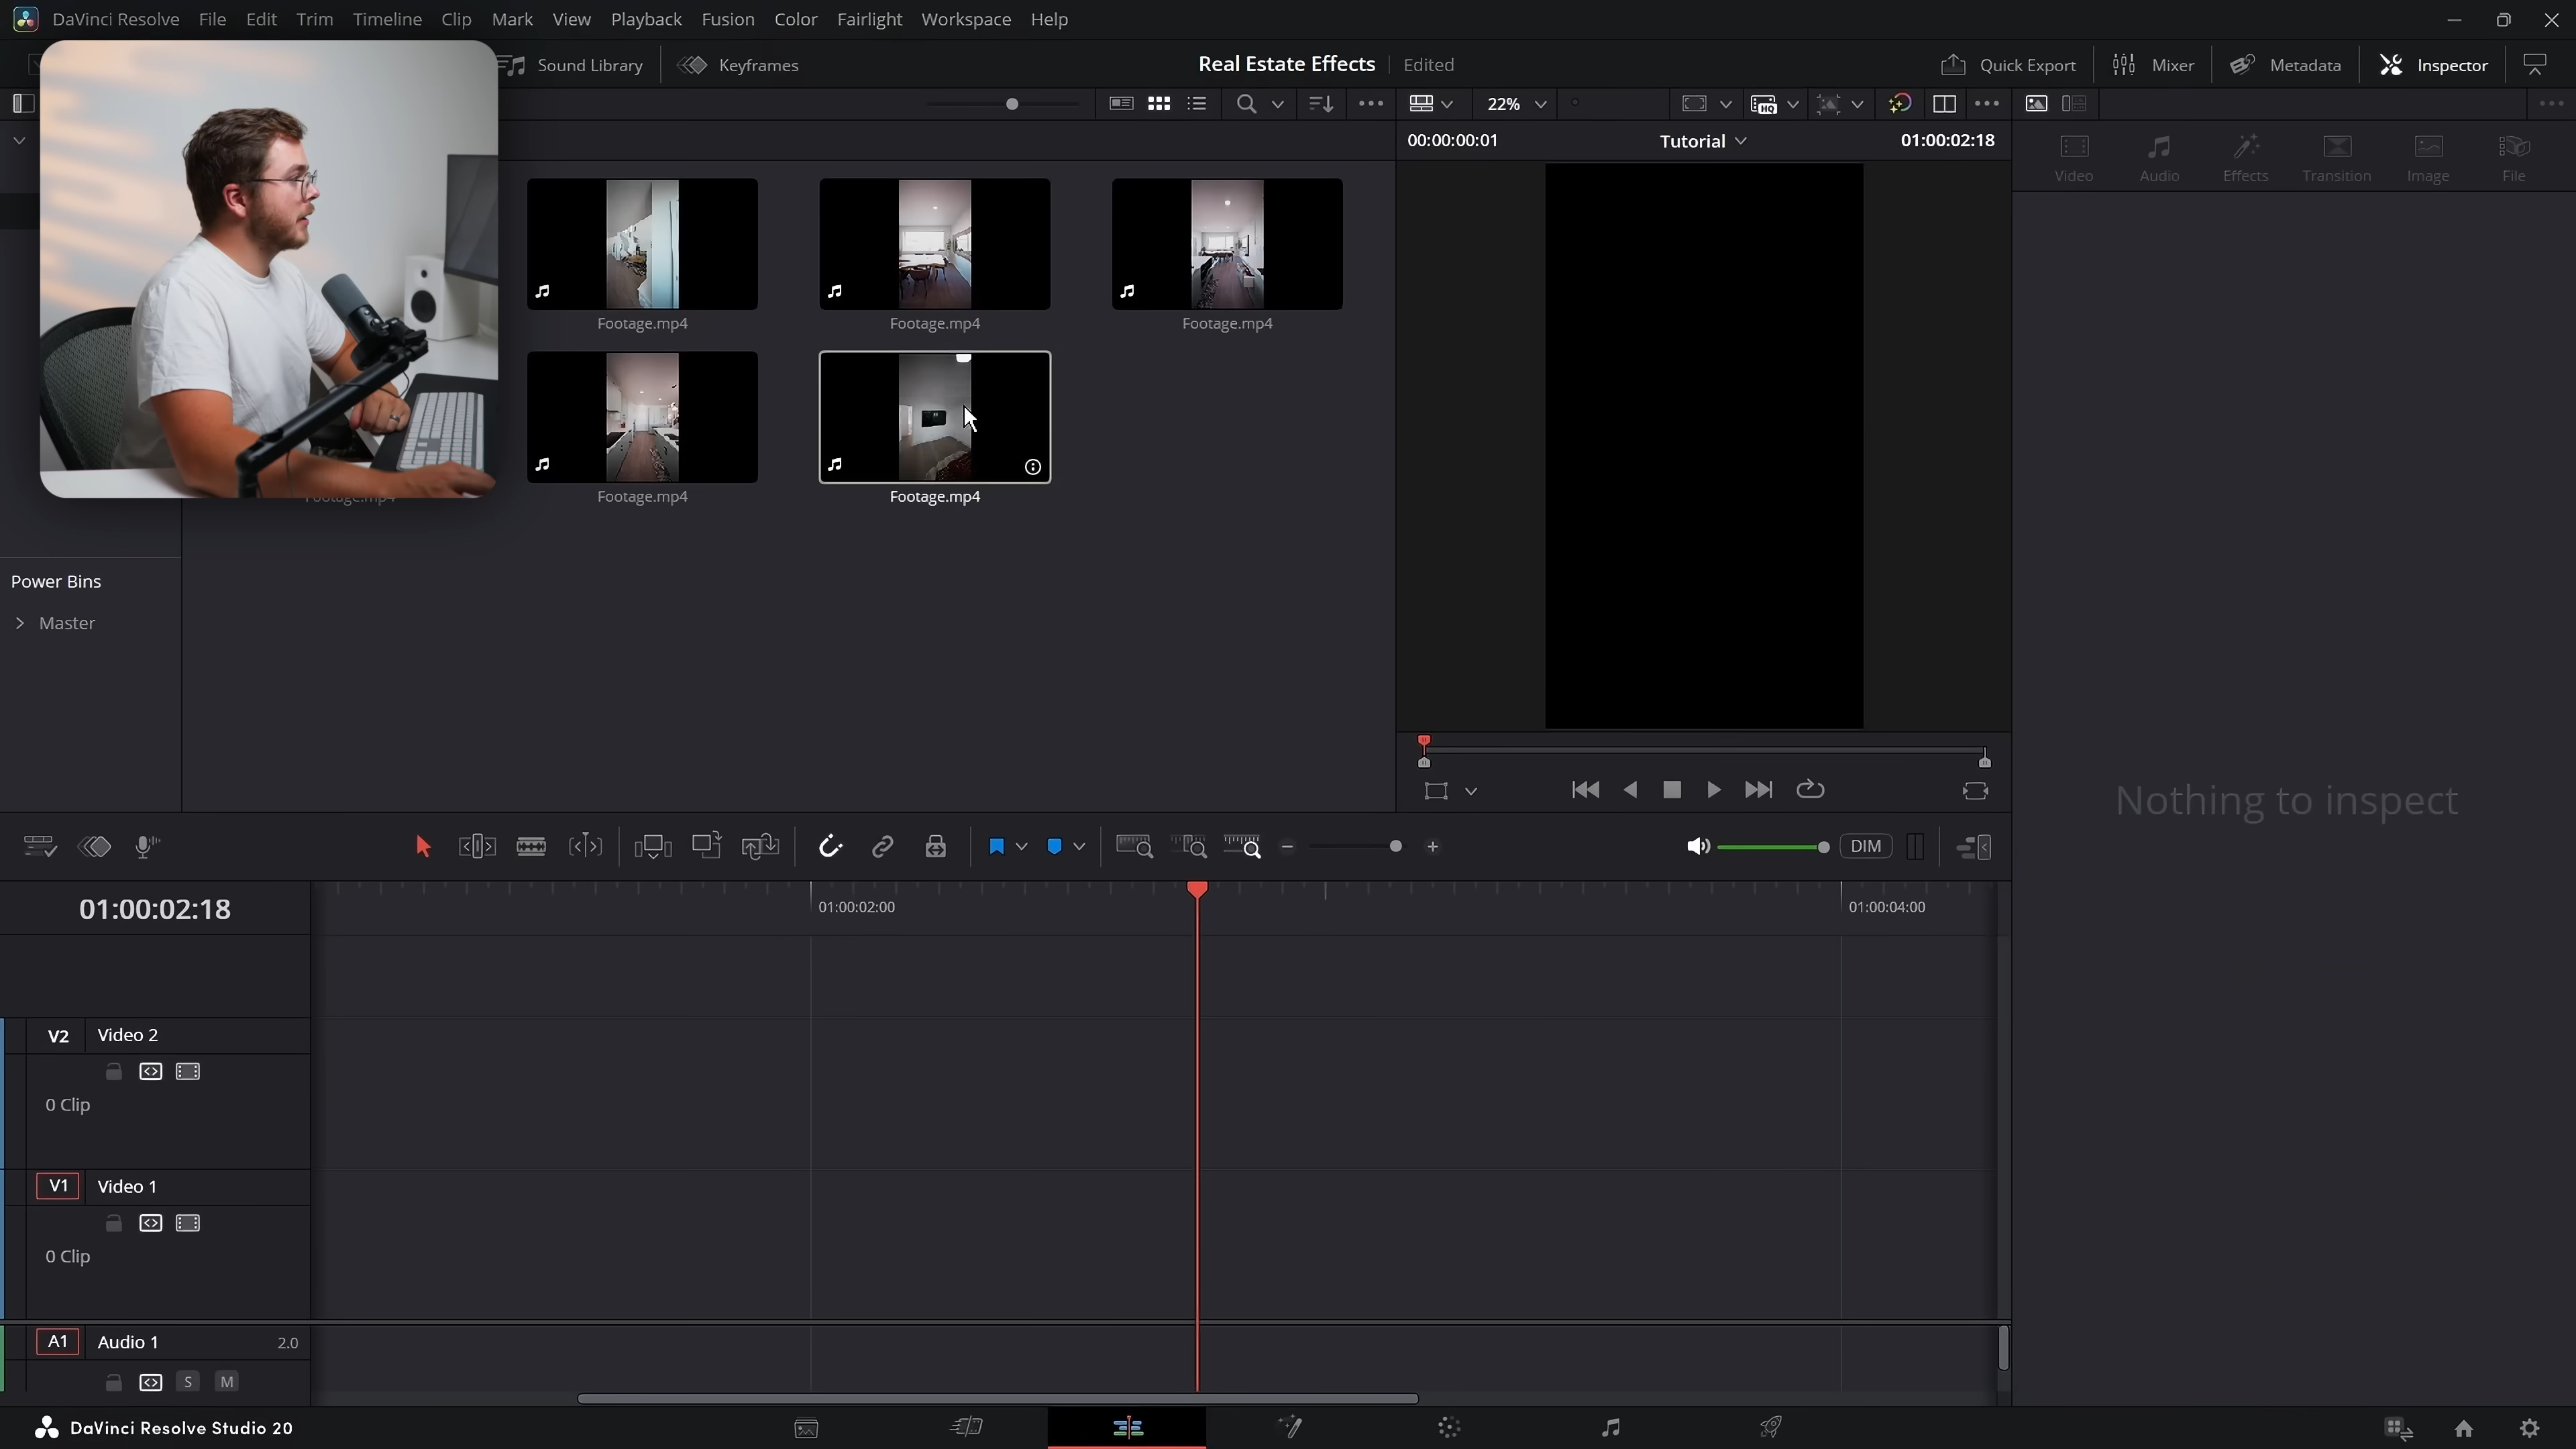 DaVinci Resolve File Edit Trim Timeline Clip Mark View Playback Fusion Color Fairlight Workspace Help
Sound Library Keyframes Real Estate Effects Edited Quick Export Mixer Metadata Inspector
22%
00:00:00:01 Tutorial 01:00:02:18
Video Audio Effects Transition Image File
Footage.mp4 Footage.mp4 Footage.mp4
Footage.mp4 Footage.mp4 Footage.mp4
Power Bins
Master
Nothing to inspect
DIM
01:00:02:18 01:00:02:00 01:00:04:00
V2 Video 2
0 Clip
V1 Video 1
0 Clip
A1 Audio 1 2.0
S M
DaVinci Resolve Studio 20